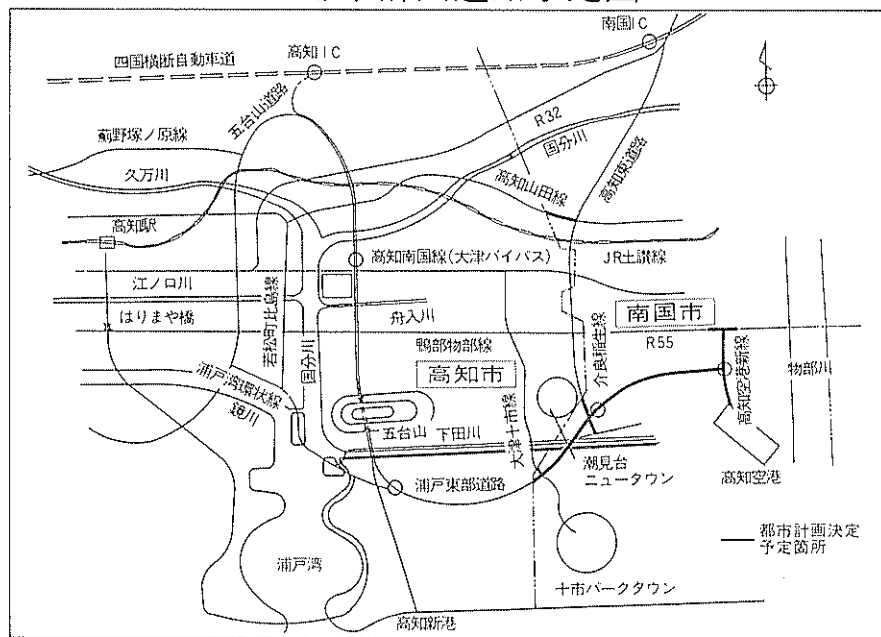 南国IC
高知IC
四国横断自動車道
五台山道路
R32
国分川
薊野塚ノ原線
高知東道路
久万川
高知山田線
高知駅
高知南国線(大津バイパス)
JR土讃線
江ノロ川
若松町比島線
舟入川
南国市
はりまや橋
国分川
鴨部物部線
介良稲生線
R55
高知市
高知空港新線
物部川
浦戸湾環状線
鏡川
五台山
下田川
大津十市線
潮見台
ニュータウン
高知空港
浦戸東部道路
都市計画決定
予定箇所
浦戸湾
十市パークタウン
高知新港